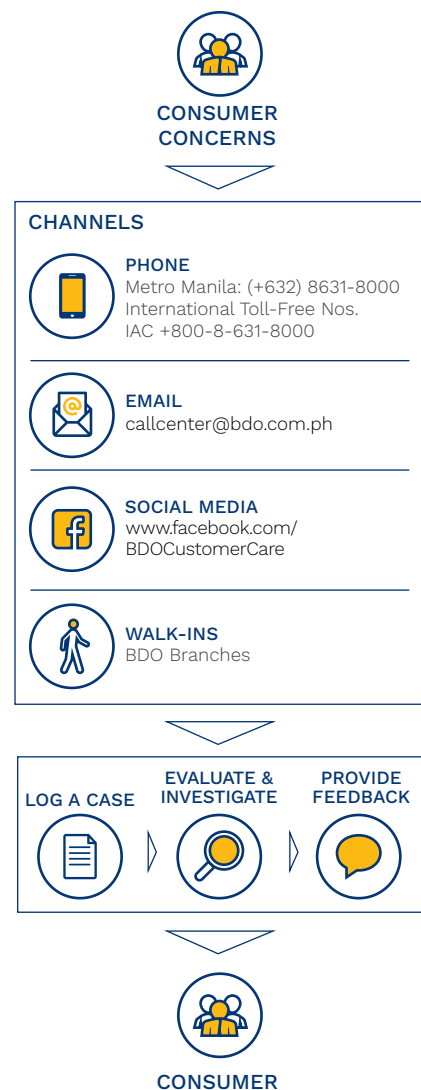 CONSUMER
CONCERNS
CHANNELS
PHONE
Metro Manila: (+632) 8631-8000
International Toll-Free Nos.
IAC +800-8-631-8000
EMAIL
callcenter@bdo.com.ph
SOCIAL MEDIA
www.facebook.com/
BDOCustomerCare
WALK-INS
BDO Branches
LOG A CASE
EVALUATE &
INVESTIGATE
PROVIDE
FEEDBACK
CONSUMER